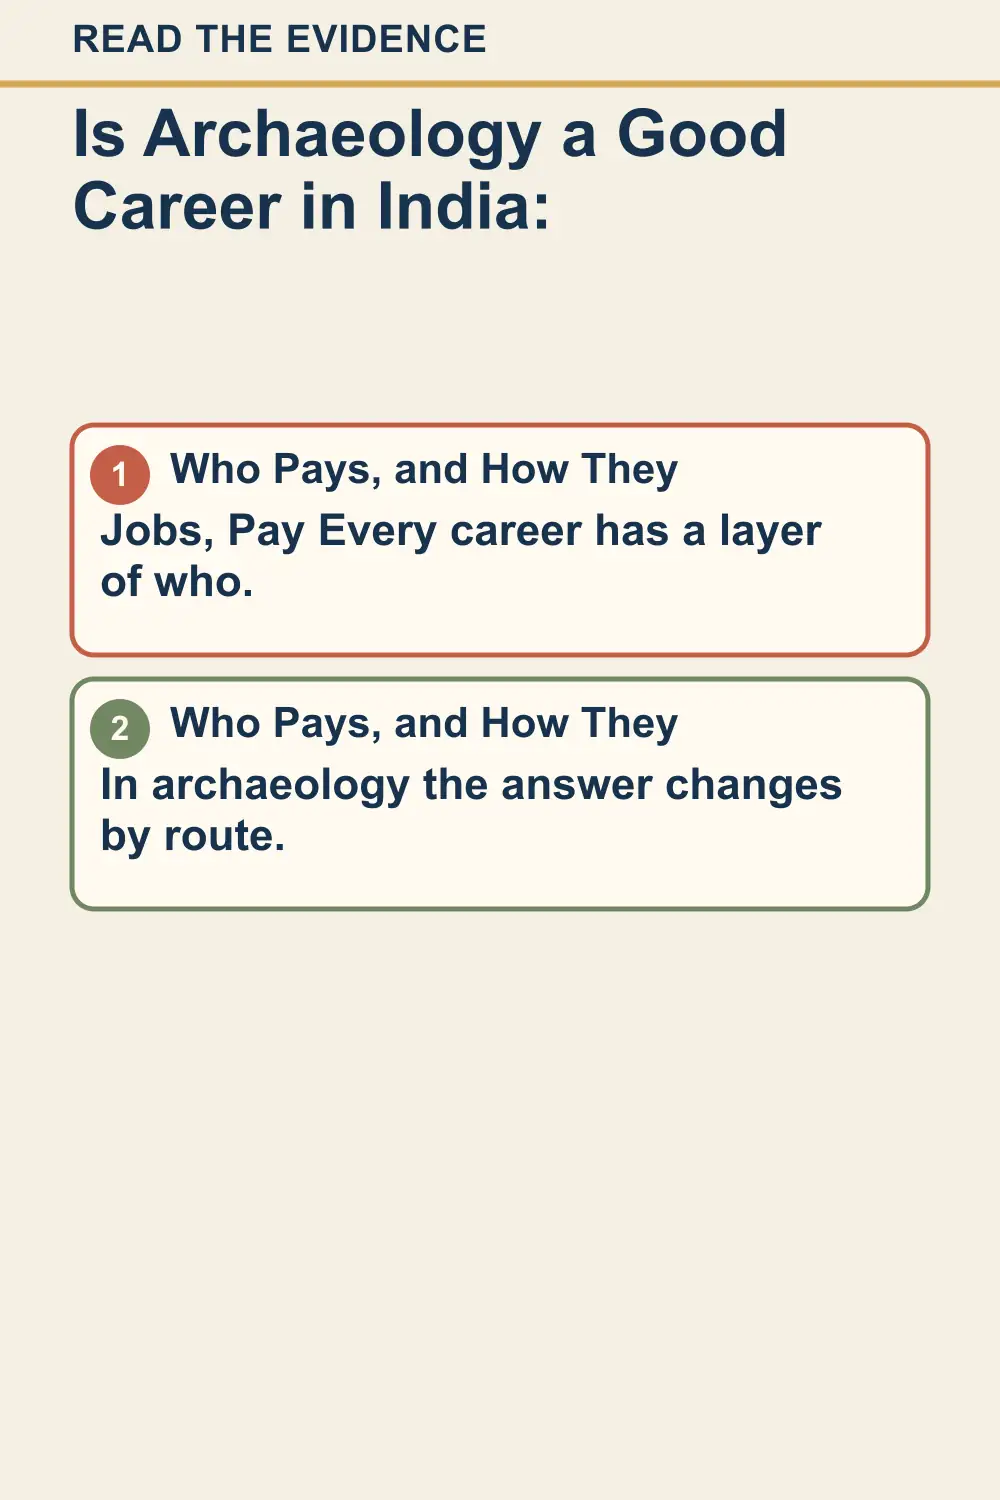 READ THE EVIDENCE
Is Archaeology a Good
Career in India:
1 Who Pays, and How They
Jobs, Pay Every career has a layer
of who.
2 Who Pays, and How They
In archaeology the answer changes
by route.